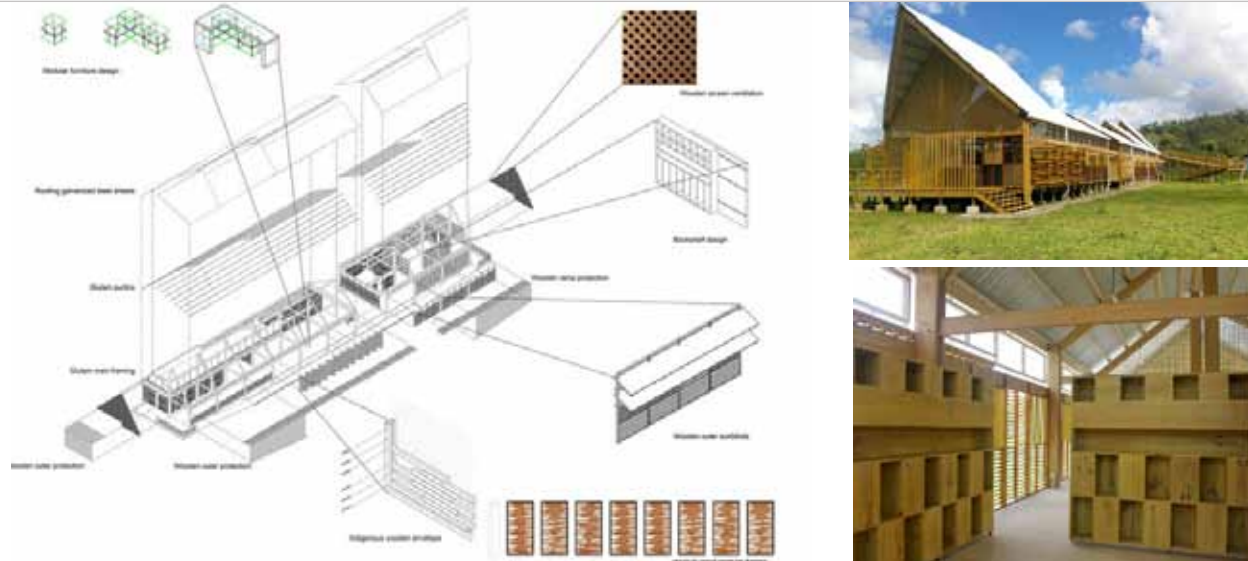 Modular furniture design
Wooden screen ventilation
Roofing galvanized steel sheets
Bookshelf design
Wooden ramp protection
Glulam purlins
Glulam main framing
Wooden outer sunblinds
Wooden outer protection
Wooden outer protection
Indigenous wooden envelope